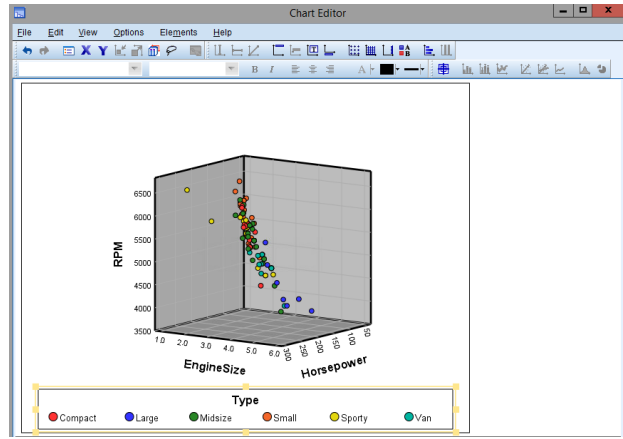 Chart Editor
File Edit View Options Elements Help
X Y
B I
A
RPM
6500
6000
5500
5000
4500
4000
3500
1.0 2.0 3.0 4.0 5.0 6.0
300 250 200 150 100 50
EngineSize
Horsepower
Type
Compact Large Midsize Small Sporty Van